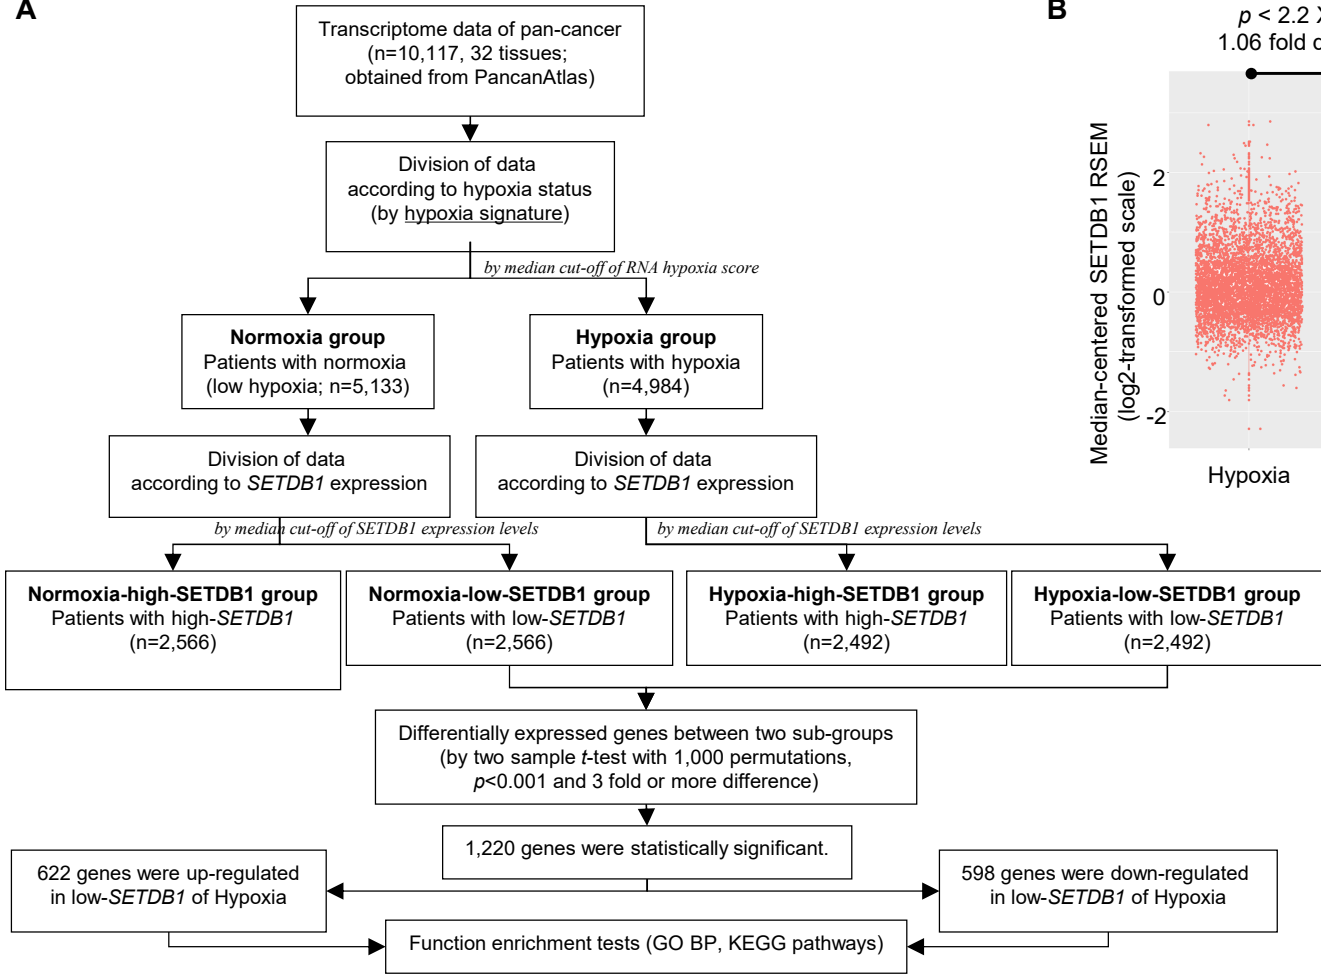 A
Transcriptome data of pan-cancer
(n=10,117, 32 tissues;
obtained from PancanAtlas)
Division of data
according to hypoxia status
(by hypoxia signature)
by median cut-off of RNA hypoxia score
Normoxia group
Patients with normoxia
(low hypoxia; n=5,133)
Hypoxia group
Patients with hypoxia
(n=4,984)
Division of data
according to SETDB1 expression
Division of data
according to SETDB1 expression
by median cut-off of SETDB1 expression levels
by median cut-off of SETDB1 expression levels
Normoxia-high-SETDB1 group
Patients with high-SETDB1
(n=2,566)
Normoxia-low-SETDB1 group
Patients with low-SETDB1
(n=2,566)
Hypoxia-high-SETDB1 group
Patients with high-SETDB1
(n=2,492)
Hypoxia-low-SETDB1 group
Patients with low-SETDB1
(n=2,492)
Differentially expressed genes between two sub-groups
(by two sample t-test with 1,000 permutations,
p<0.001 and 3 fold or more difference)
1,220 genes were statistically significant.
622 genes were up-regulated
in low-SETDB1 of Hypoxia
598 genes were down-regulated
in low-SETDB1 of Hypoxia
Function enrichment tests (GO BP, KEGG pathways)
B
p < 2.2
1.06 fold
Median-centered SETDB1 RSEM
(log2-transformed scale)
2
0
-2
Hypoxia